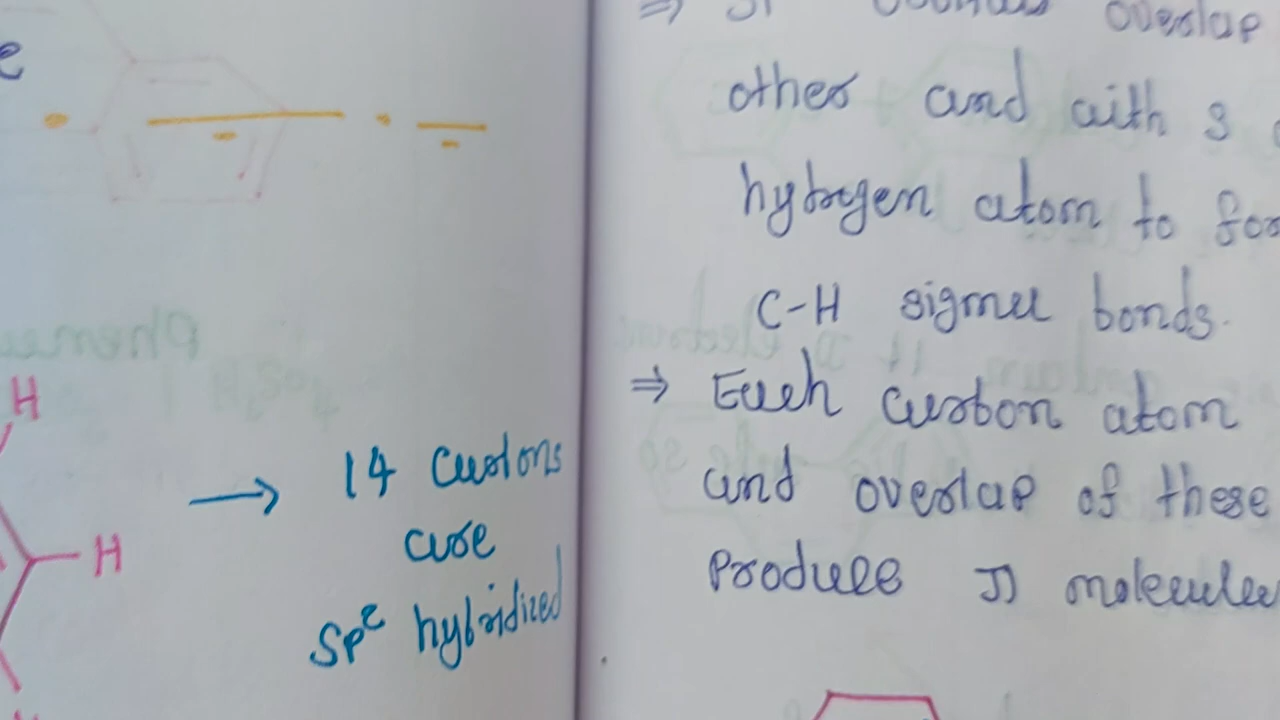 e
H
H
→ 14 Carbons
are
Sp² hybridized
⇒ overlap
other and with s
hydrogen atom to for
C-H sigma bonds.
⇒ Each carbon atom
and overlap of these
Produce π molecular